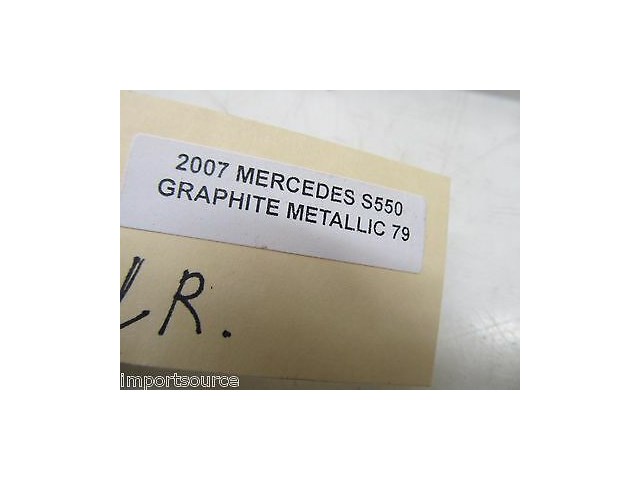 2007 MERCEDES S550
GRAPHITE METALLIC 79
LR.
importsource